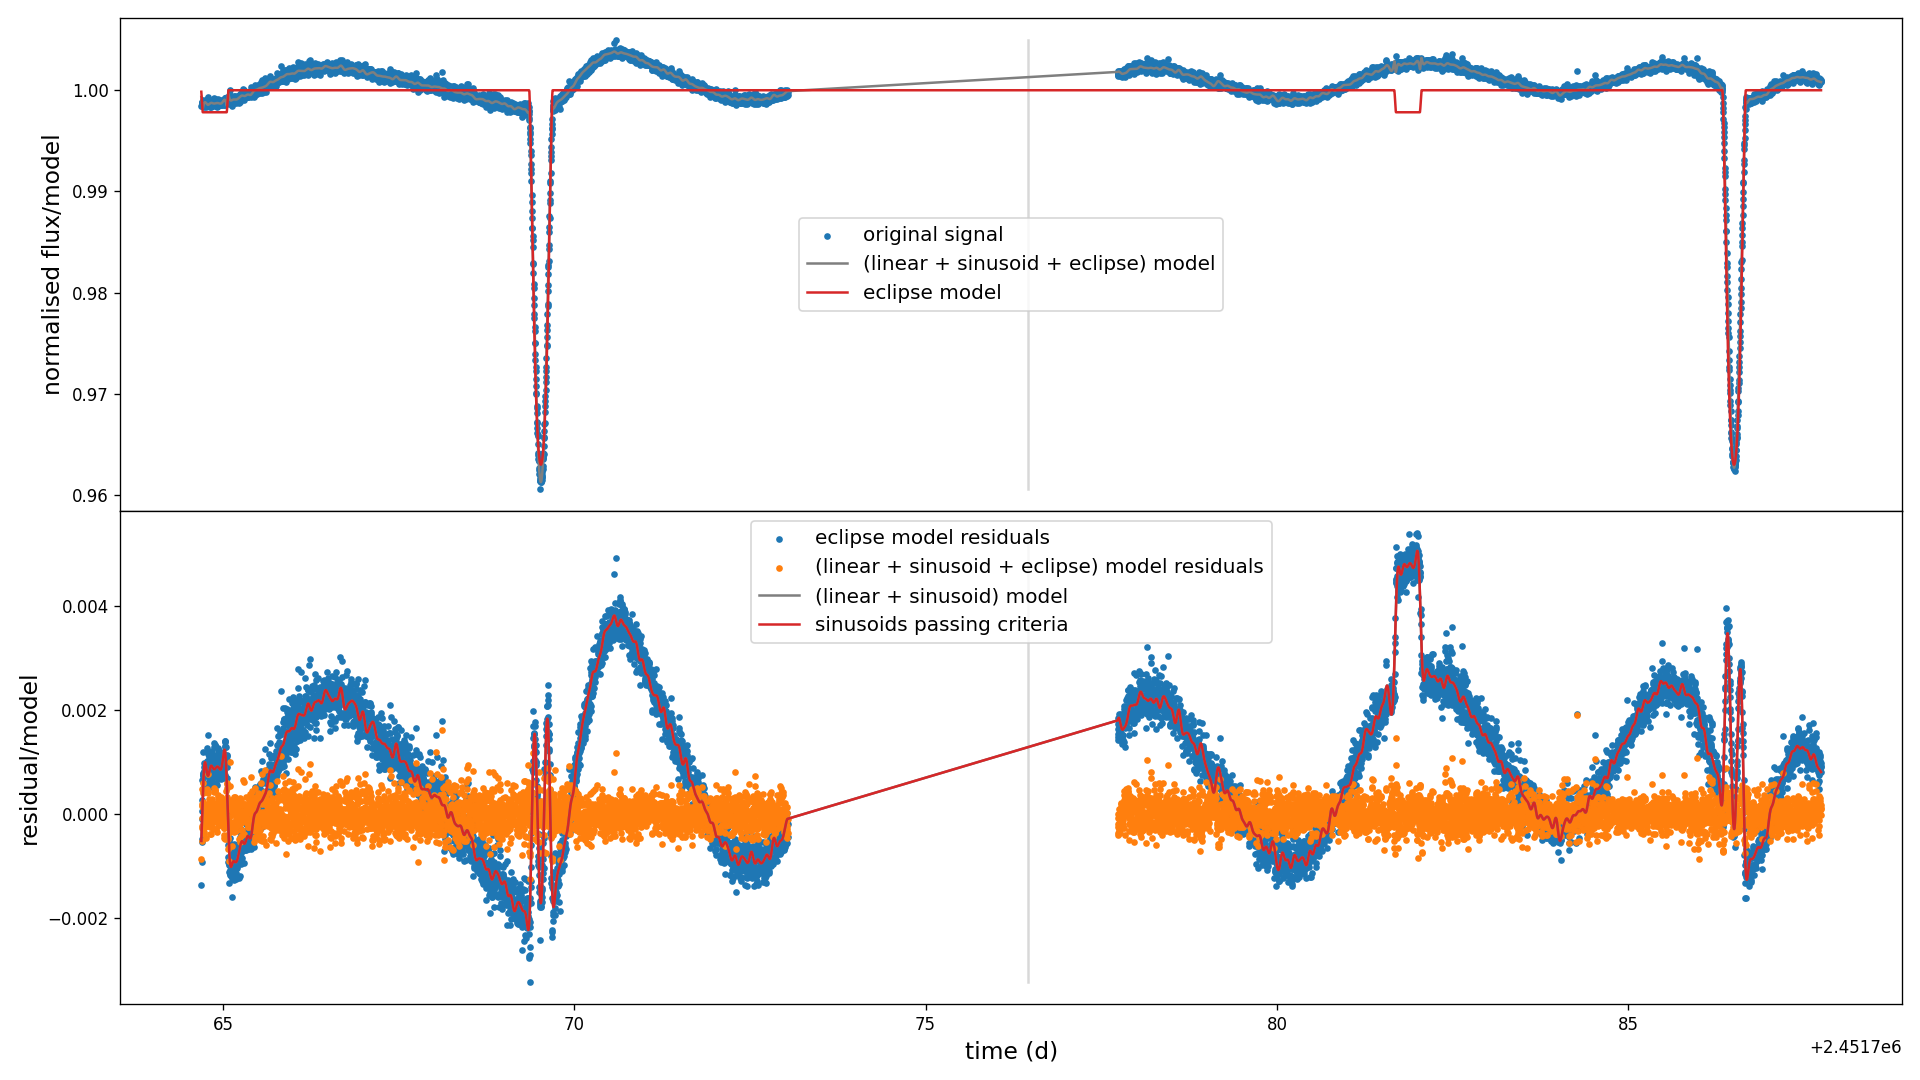 1.00
0.99
0.98
0.97
0.96
normalised flux/model
original signal
(linear + sinusoid + eclipse) model
eclipse model
0.004
0.002
0.000
−0.002
residual/model
eclipse model residuals
(linear + sinusoid + eclipse) model residuals
(linear + sinusoid) model
sinusoids passing criteria
65
70
75
80
85
time (d)
+2.4517e6